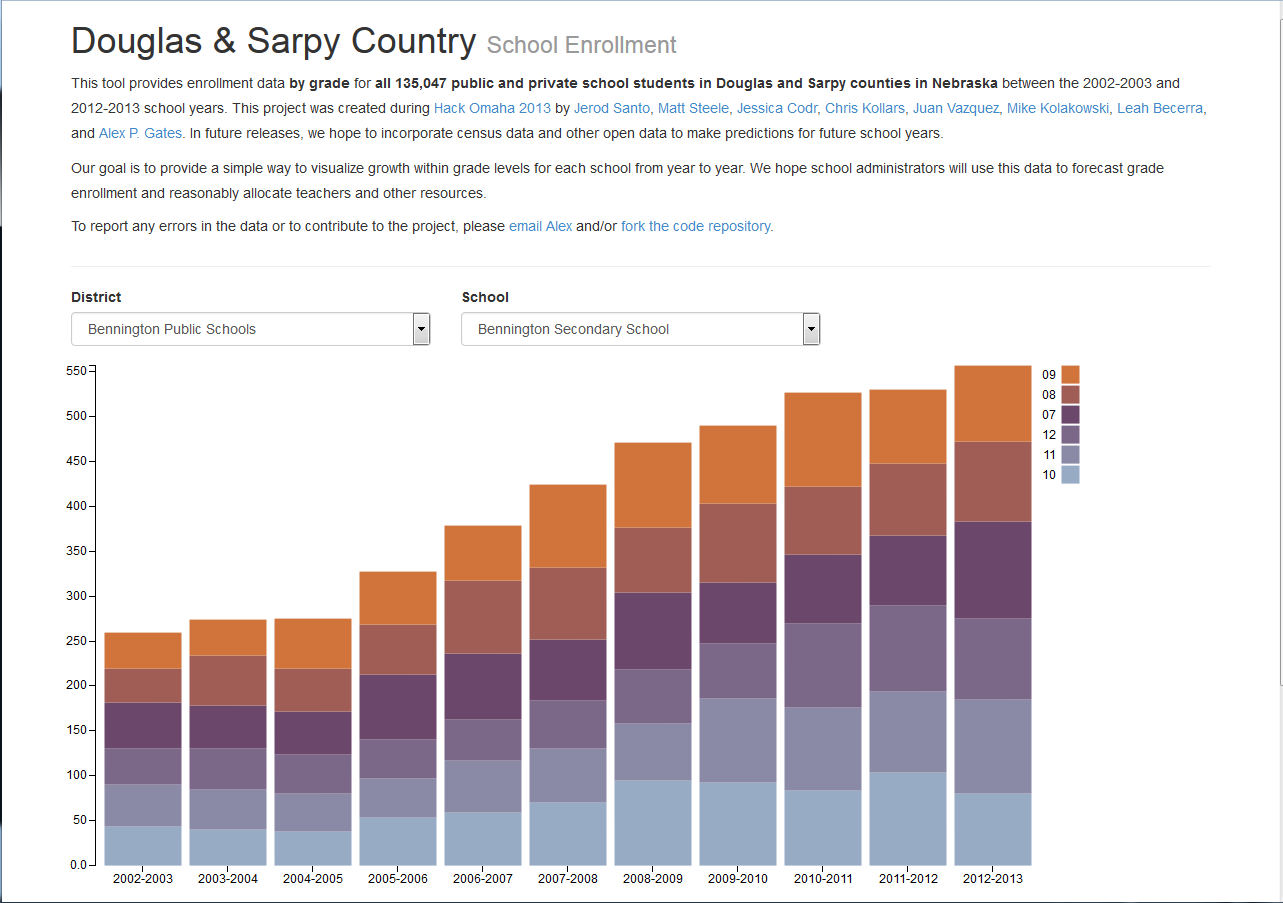 Douglas & Sarpy Country School Enrollment
This tool provides enrollment data by grade for all 135,047 public and private school students in Douglas and Sarpy counties in Nebraska between the 2002-2003 and
2012-2013 school years. This project was created during Hack Omaha 2013 by Jerod Santo, Matt Steele, Jessica Codr, Chris Kollars, Juan Vazquez, Mike Kolakowski, Leah Becerra,
and Alex P. Gates. In future releases, we hope to incorporate census data and other open data to make predictions for future school years.
Our goal is to provide a simple way to visualize growth within grade levels for each school from year to year. We hope school administrators will use this data to forecast grade
enrollment and reasonably allocate teachers and other resources.
To report any errors in the data or to contribute to the project, please email Alex and/or fork the code repository.
District School
Bennington Public Schools Bennington Secondary School
550
500
450
400
350
300
250
200
150
100
50
0.0
09
08
07
12
11
10
2002-2003 2003-2004 2004-2005 2005-2006 2006-2007 2007-2008 2008-2009 2009-2010 2010-2011 2011-2012 2012-2013